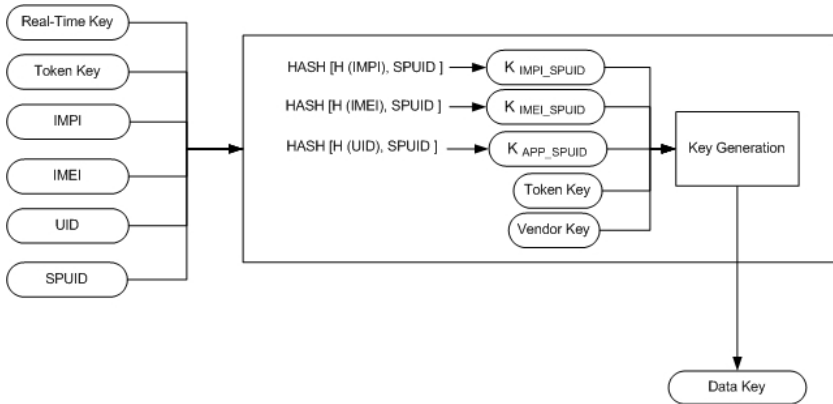 Real-Time Key
Token Key
IMPI
IMEI
UID
SPUID
HASH [H (IMPI), SPUID ]
K IMPI_SPUID
HASH [H (IMEI), SPUID ]
K IMEI_SPUID
HASH [H (UID), SPUID ]
K APP_SPUID
Token Key
Vendor Key
Key Generation
Data Key